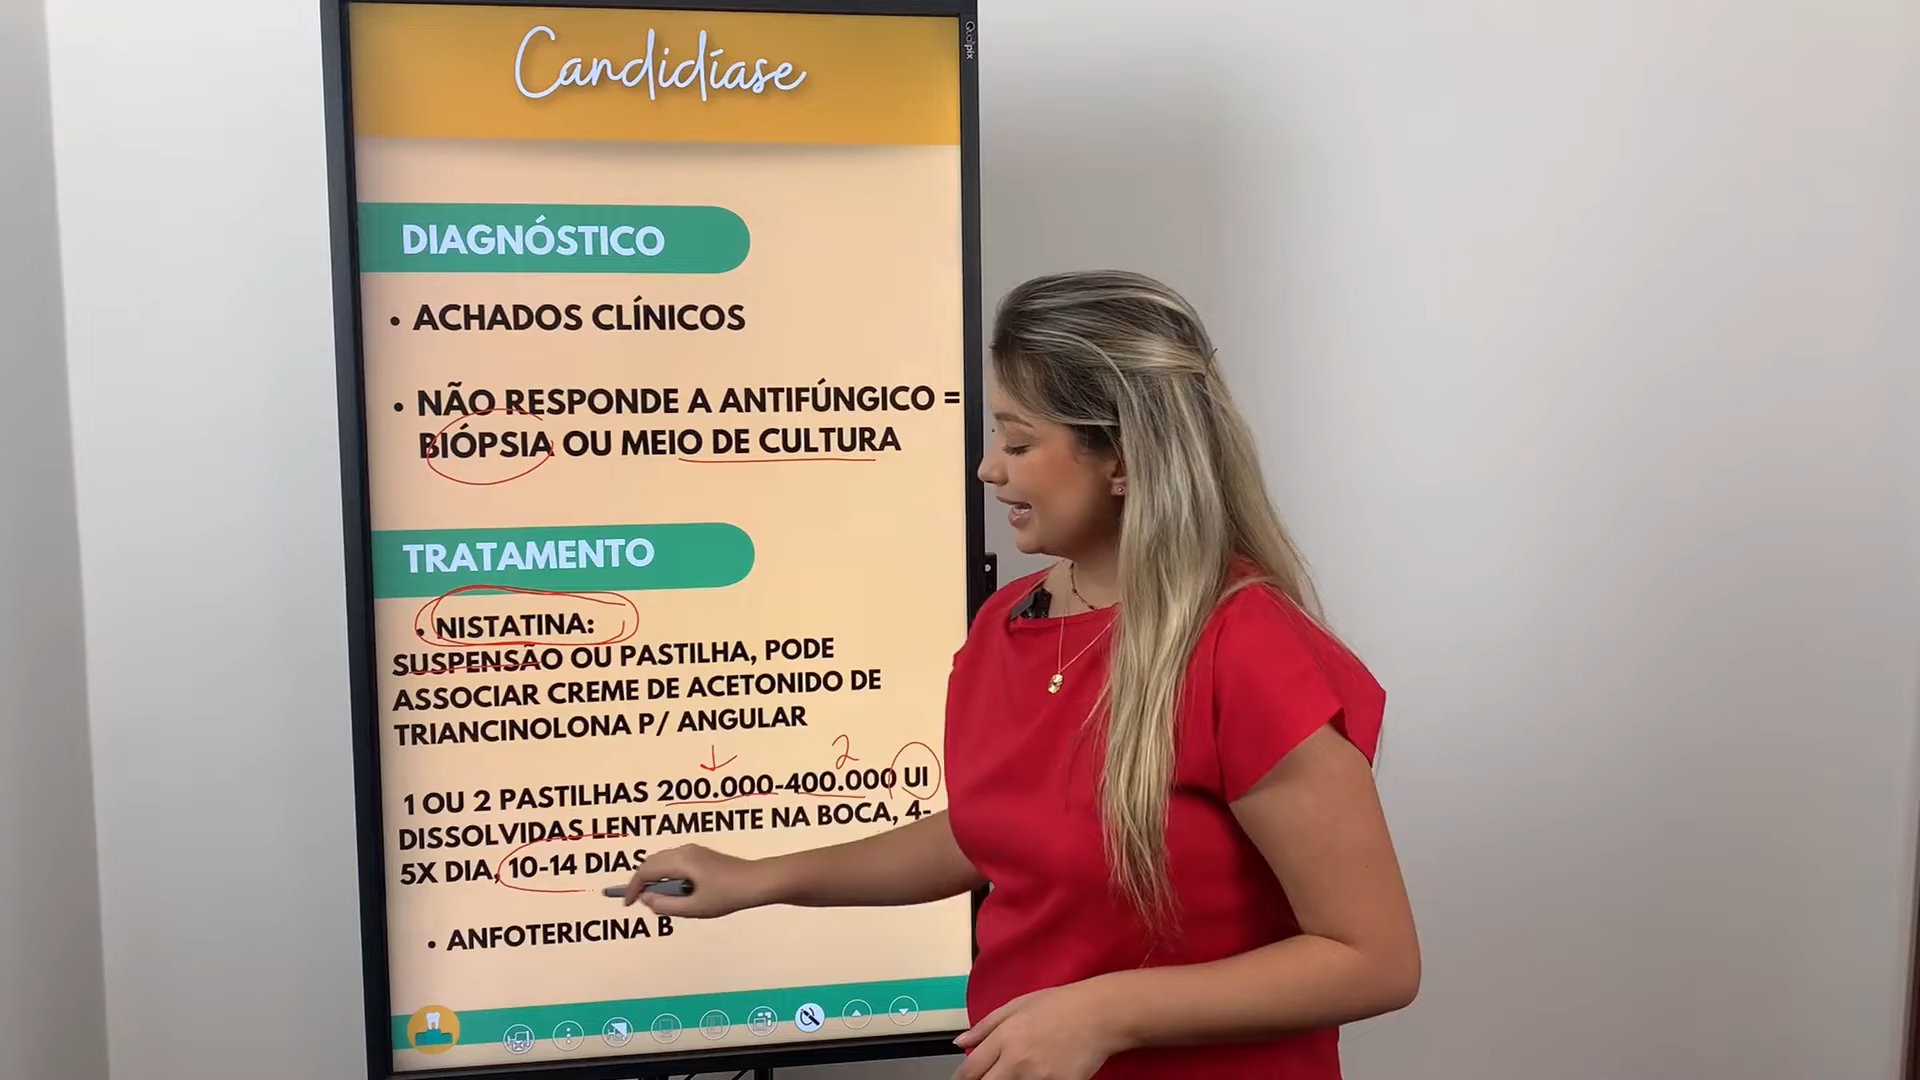 Qualpix
Candidíase
DIAGNÓSTICO
• ACHADOS CLÍNICOS
• NÃO RESPONDE A ANTIFÚNGICO =
BIÓPSIA OU MEIO DE CULTURA
TRATAMENTO
• NISTATINA:
SUSPENSÃO OU PASTILHA, PODE
ASSOCIAR CREME DE ACETONIDO DE
TRIANCINOLONA P/ ANGULAR
2
1 OU 2 PASTILHAS 200.000-400.000 UI
DISSOLVIDAS LENTAMENTE NA BOCA, 4-
5X DIA, 10-14 DIAS
• ANFOTERICINA B